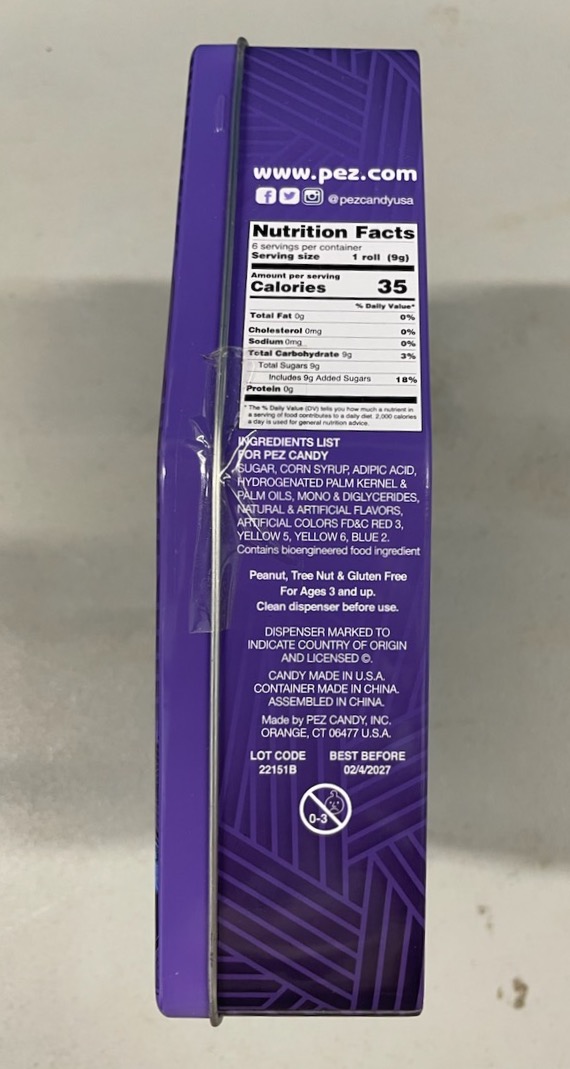 www.pez.com
@pezcandyusa
Nutrition Facts
6 servings per container
Serving size 1 roll (9g)
Amount per serving
Calories 35
% Daily Value*
Total Fat 0g 0%
Cholesterol 0mg 0%
Sodium 0mg 0%
Total Carbohydrate 9g 3%
Total Sugars 9g
Includes 9g Added Sugars 18%
Protein 0g
* The % Daily Value (DV) tells you how much a nutrient in
a serving of food contributes to a daily diet. 2,000 calories
a day is used for general nutrition advice.
INGREDIENTS LIST
FOR PEZ CANDY
SUGAR, CORN SYRUP, ADIPIC ACID,
HYDROGENATED PALM KERNEL &
PALM OILS, MONO & DIGLYCERIDES,
NATURAL & ARTIFICIAL FLAVORS,
ARTIFICIAL COLORS FD&C RED 3,
YELLOW 5, YELLOW 6, BLUE 2.
Contains bioengineered food ingredient
Peanut, Tree Nut & Gluten Free
For Ages 3 and up.
Clean dispenser before use.
DISPENSER MARKED TO
INDICATE COUNTRY OF ORIGIN
AND LICENSED ©.
CANDY MADE IN U.S.A.
CONTAINER MADE IN CHINA.
ASSEMBLED IN CHINA.
Made by PEZ CANDY, INC.
ORANGE, CT 06477 U.S.A.
LOT CODE BEST BEFORE
22151B 02/4/2027
0-3